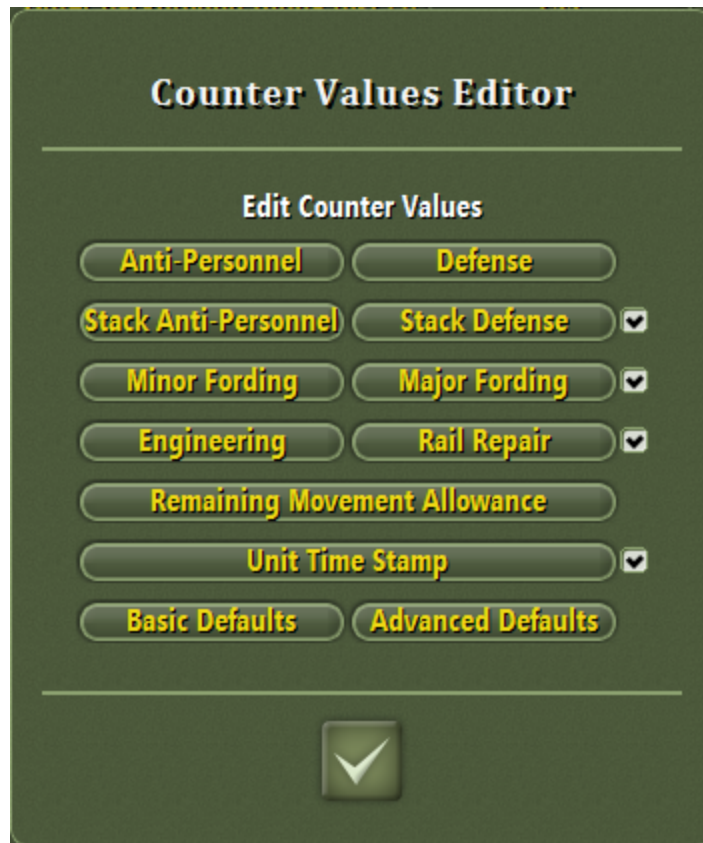 Counter Values Editor
Edit Counter Values
Anti-Personnel Defense
Stack Anti-Personnel Stack Defense
Minor Fording Major Fording
Engineering Rail Repair
Remaining Movement Allowance
Unit Time Stamp
Basic Defaults Advanced Defaults